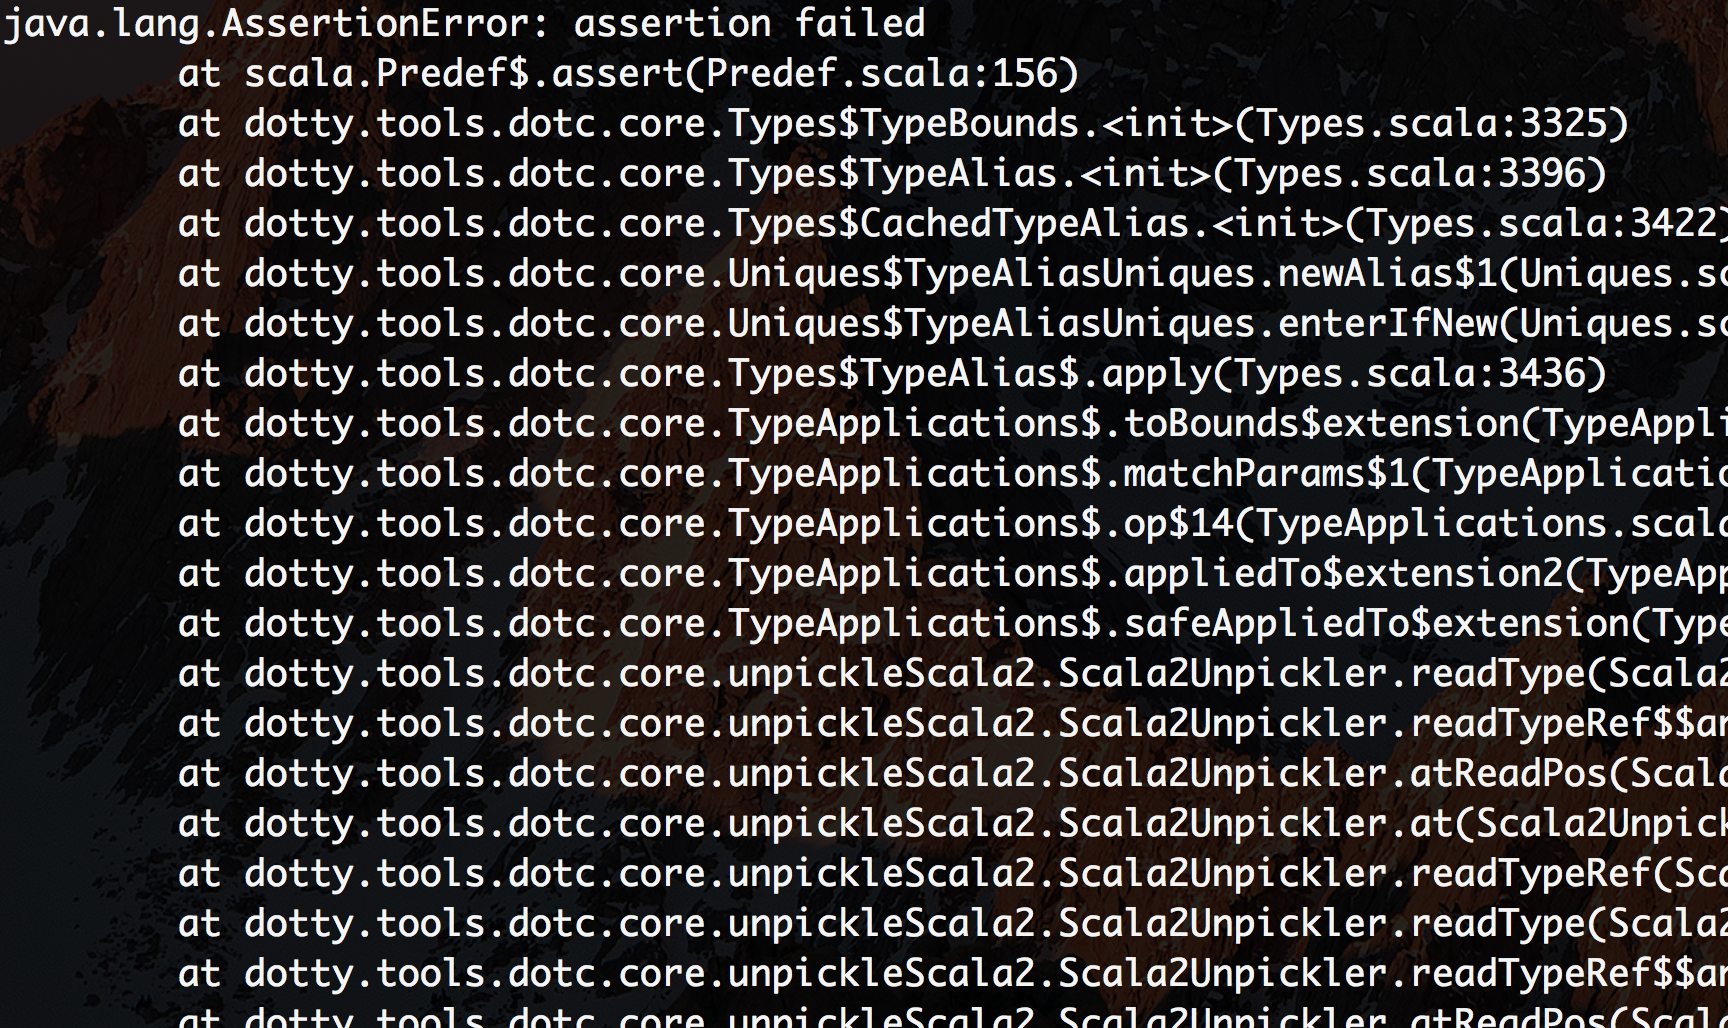 java.lang.AssertionError: assertion failed
at scala.Predef$.assert(Predef.scala:156)
at dotty.tools.dotc.core.Types$TypeBounds.<init>(Types.scala:3325)
at dotty.tools.dotc.core.Types$TypeAlias.<init>(Types.scala:3396)
at dotty.tools.dotc.core.Types$CachedTypeAlias.<init>(Types.scala:3422)
at dotty.tools.dotc.core.Uniques$TypeAliasUniques.newAlias$1(Uniques.sc
at dotty.tools.dotc.core.Uniques$TypeAliasUniques.enterIfNew(Uniques.sc
at dotty.tools.dotc.core.Types$TypeAlias$.apply(Types.scala:3436)
at dotty.tools.dotc.core.TypeApplications$.toBounds$extension(TypeAppli
at dotty.tools.dotc.core.TypeApplications$.matchParams$1(TypeApplicatio
at dotty.tools.dotc.core.TypeApplications$.op$14(TypeApplications.scala
at dotty.tools.dotc.core.TypeApplications$.appliedTo$extension2(TypeApp
at dotty.tools.dotc.core.TypeApplications$.safeAppliedTo$extension(Type
at dotty.tools.dotc.core.unpickleScala2.Scala2Unpickler.readType(Scala2
at dotty.tools.dotc.core.unpickleScala2.Scala2Unpickler.readTypeRef$$an
at dotty.tools.dotc.core.unpickleScala2.Scala2Unpickler.atReadPos(Scala
at dotty.tools.dotc.core.unpickleScala2.Scala2Unpickler.at(Scala2Unpick
at dotty.tools.dotc.core.unpickleScala2.Scala2Unpickler.readTypeRef(Sca
at dotty.tools.dotc.core.unpickleScala2.Scala2Unpickler.readType(Scala2
at dotty.tools.dotc.core.unpickleScala2.Scala2Unpickler.readTypeRef$$an
at dotty.tools.dotc.core.unpickleScala2.Scala2Unpickler.atReadPos(Scala